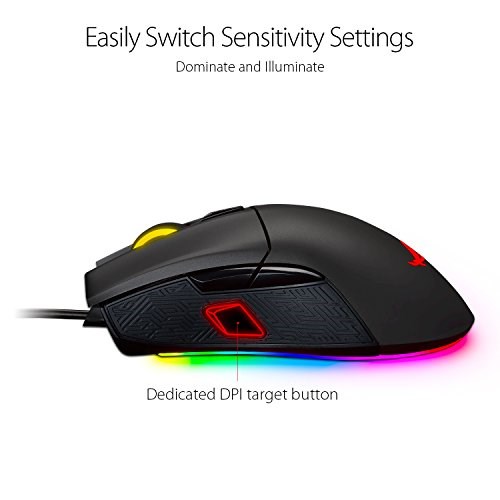 Easily Switch Sensitivity Settings
Dominate and Illuminate
Dedicated DPI target button